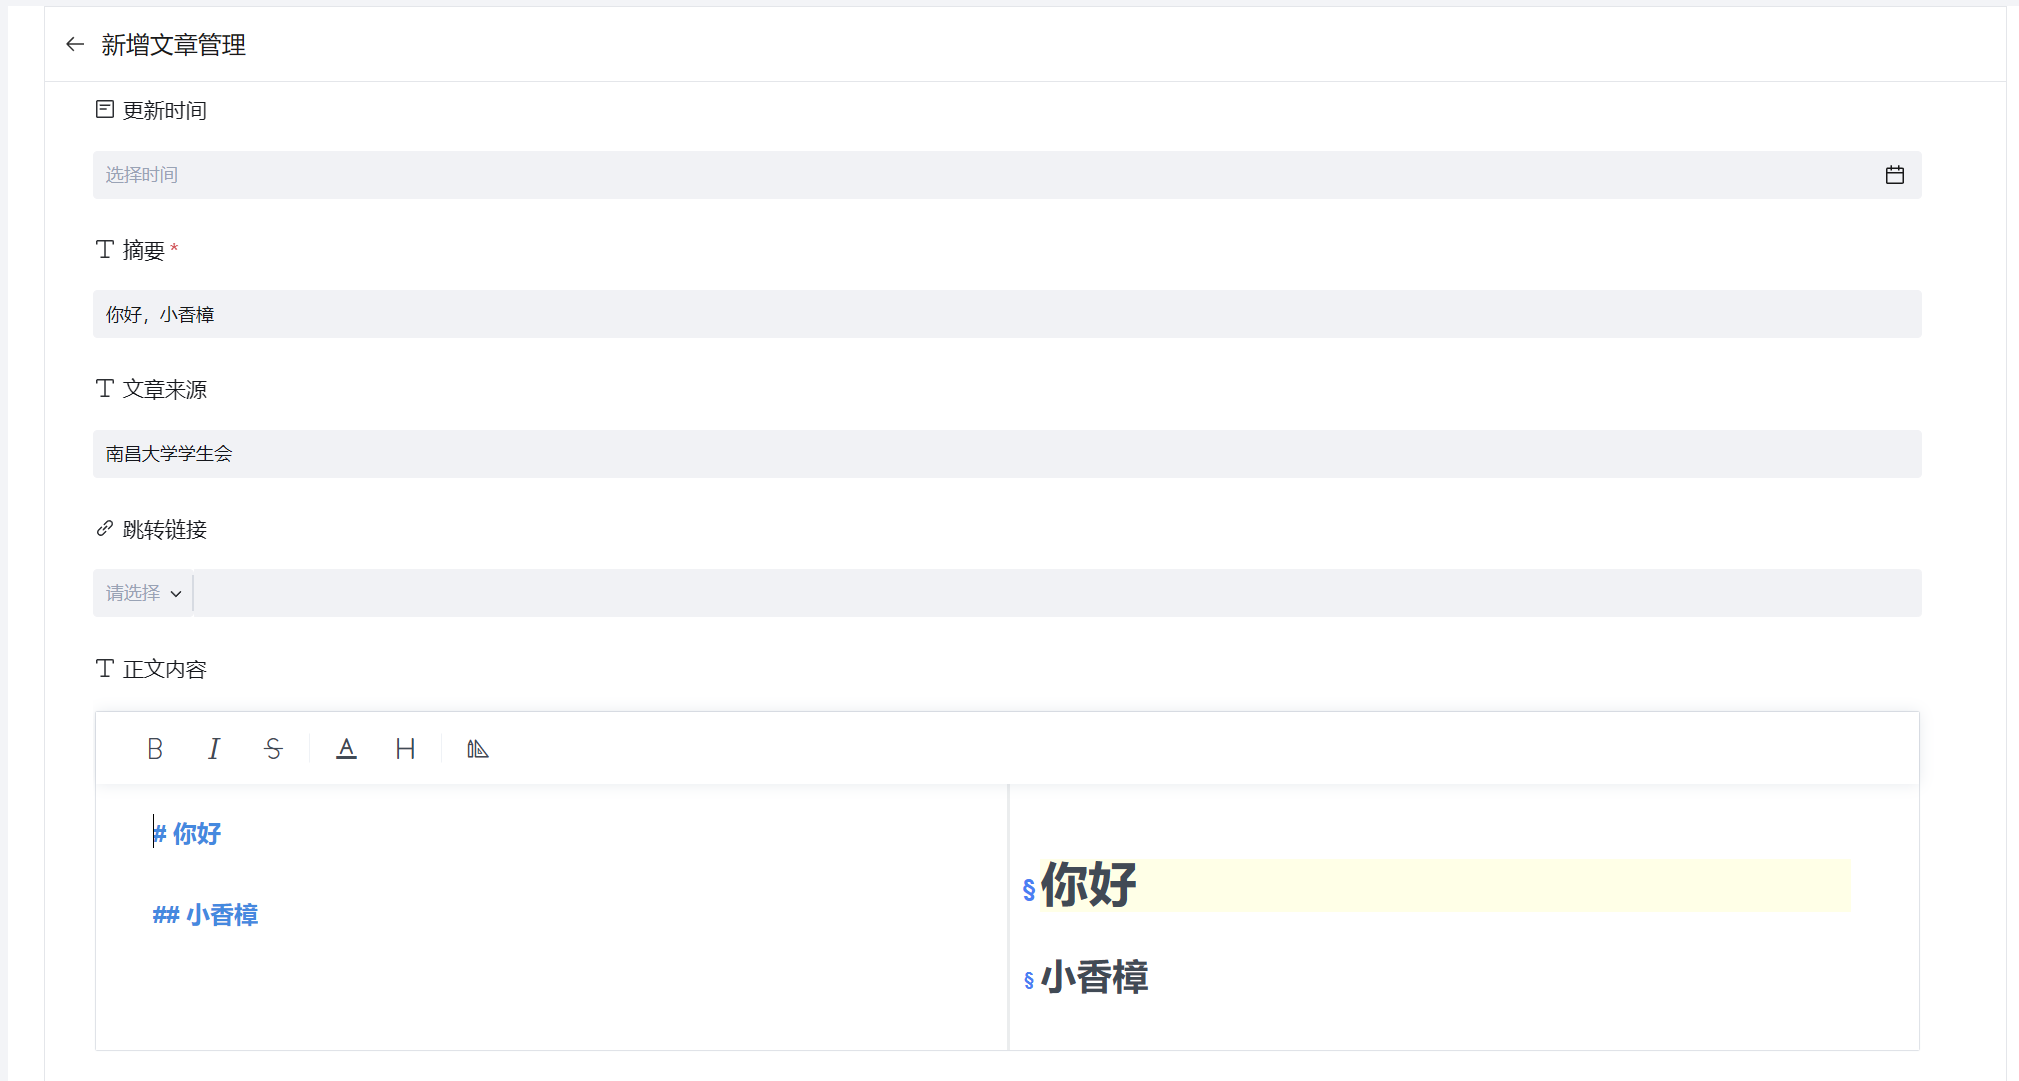 新增文章管理
更新时间
选择时间
摘要 *
你好，小香樟
文章来源
南昌大学学生会
跳转链接
请选择
正文内容
B I S A H
# 你好
## 小香樟
§ 你好
§ 小香樟